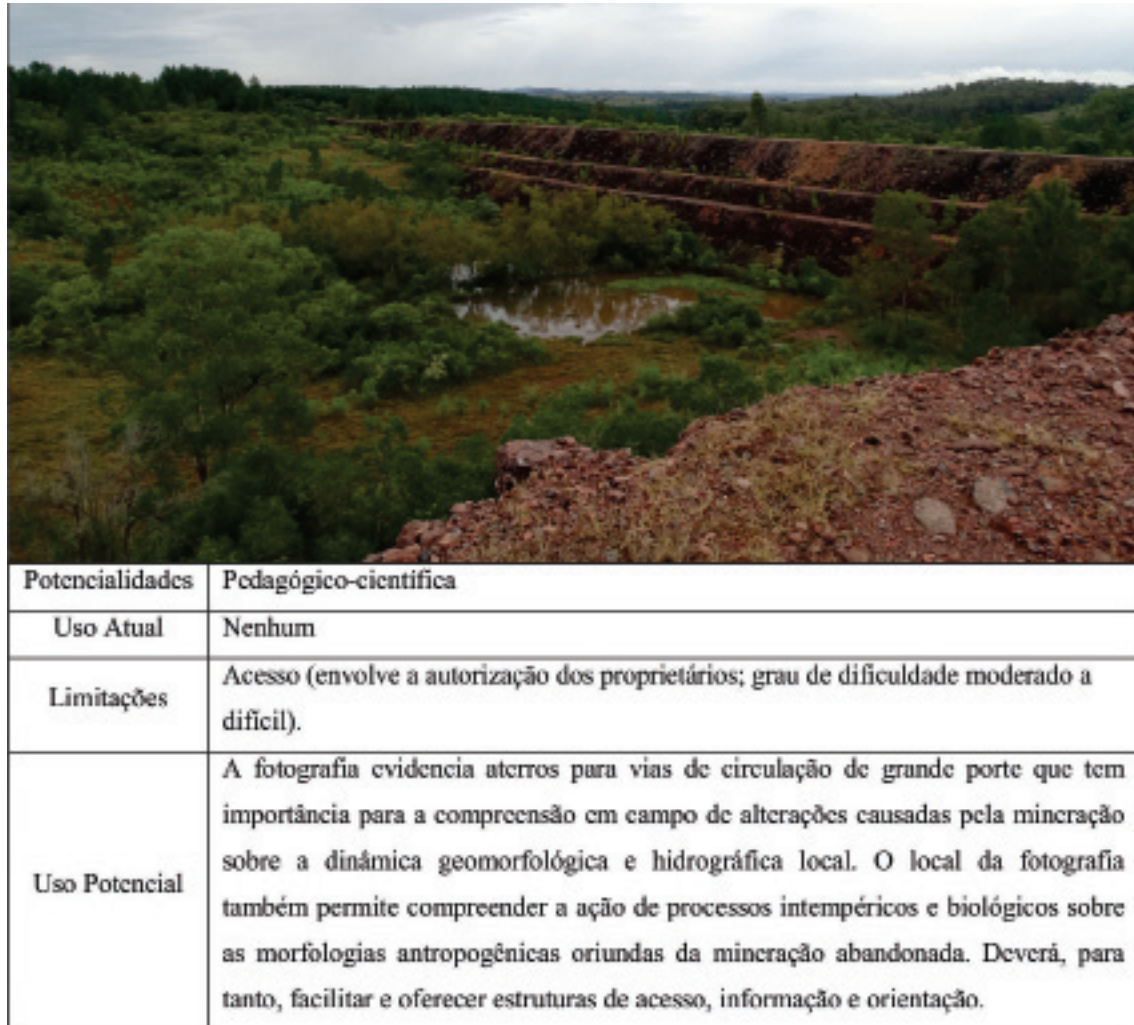 Potencialidades Pedagógico-científica
Uso Atual Nenhum
Limitações Acesso (envolve a autorização dos proprietários; grau de dificuldade moderado a
difícil).
Uso Potencial
A fotografia evidencia aterros para vias de circulação de grande porte que tem
importância para a compreensão em campo de alterações causadas pela mineração
sobre a dinâmica geomorfológica e hidrográfica local. O local da fotografia
também permite compreender a ação de processos intempéricos e biológicos sobre
as morfologias antropogênicas oriundas da mineração abandonada. Deverá, para
tanto, facilitar e oferecer estruturas de acesso, informação e orientação.